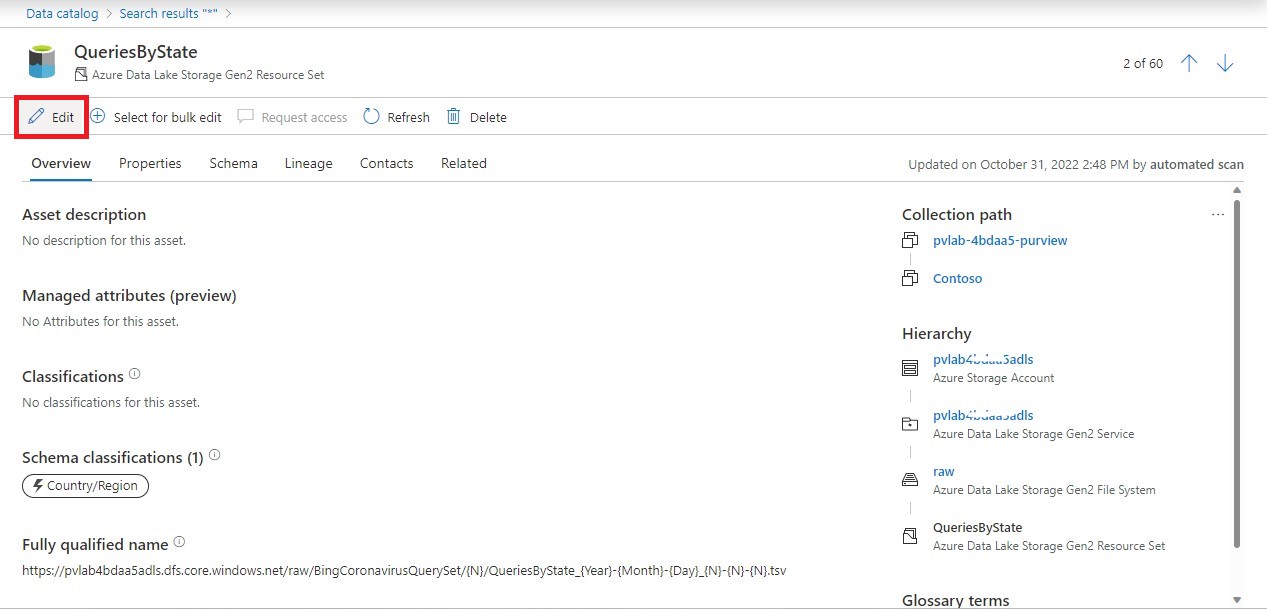 Data catalog > Search results "*" >
QueriesByState
Azure Data Lake Storage Gen2 Resource Set
2 of 60
Edit Select for bulk edit Request access Refresh Delete
Overview Properties Schema Lineage Contacts Related
Updated on October 31, 2022 2:48 PM by automated scan
Asset description
No description for this asset.
Managed attributes (preview)
No Attributes for this asset.
Classifications
No classifications for this asset.
Schema classifications (1)
Country/Region
Fully qualified name
https://pvlab4bdaa5adls.dfs.core.windows.net/raw/BingCoronavirusQuerySet/{N}/QueriesByState_{Year}-{Month}-{Day}_{N}-{N}-{N}.tsv
Collection path
...
pvlab-4bdaa5-purview
Contoso
Hierarchy
pvlab4bdaa5adls
Azure Storage Account
pvlab4bdaa5adls
Azure Data Lake Storage Gen2 Service
raw
Azure Data Lake Storage Gen2 File System
QueriesByState
Azure Data Lake Storage Gen2 Resource Set
Glossary terms